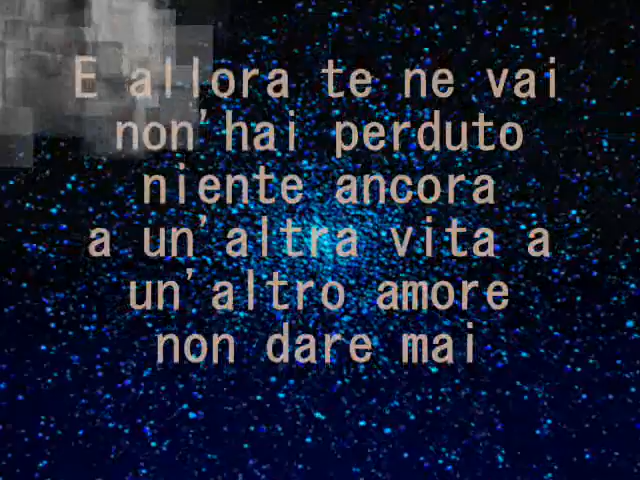 E allora te ne vai
non'hai perduto
niente ancora
a un'altra vita a
un'altro amore
non dare mai